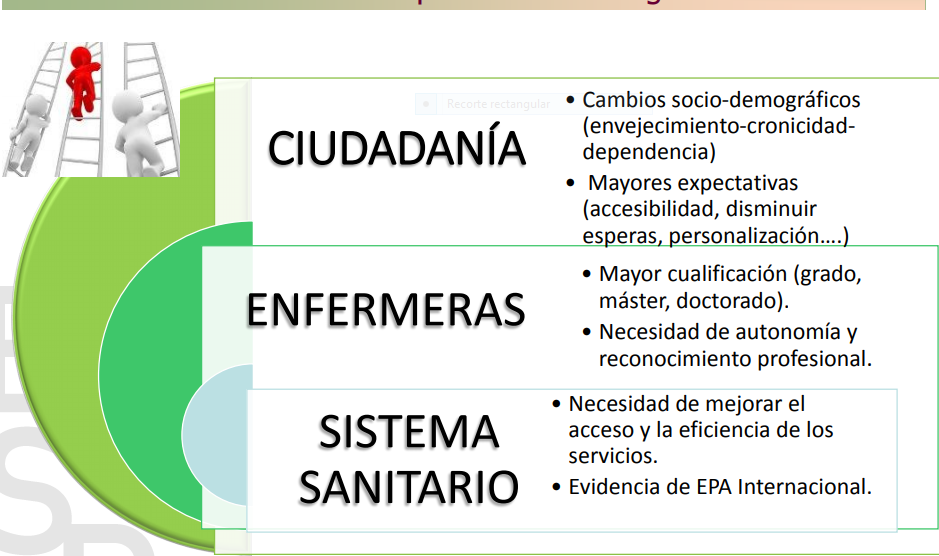 CIUDADANÍA
• Cambios socio-demográficos
(envejecimiento-cronicidad-
dependencia)
• Mayores expectativas
(accesibilidad, disminuir
esperas, personalización….)
Recorte rectangular
ENFERMERAS
• Mayor cualificación (grado,
máster, doctorado).
• Necesidad de autonomía y
reconocimiento profesional.
SISTEMA
SANITARIO
• Necesidad de mejorar el
acceso y la eficiencia de los
servicios.
• Evidencia de EPA Internacional.